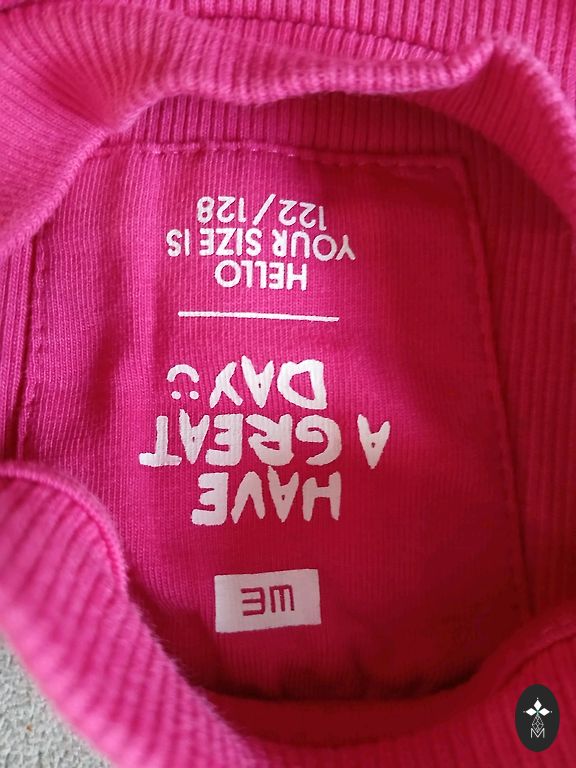 WE
HAVE
A GREAT
DAY
HELLO
YOUR SIZE IS
122/128